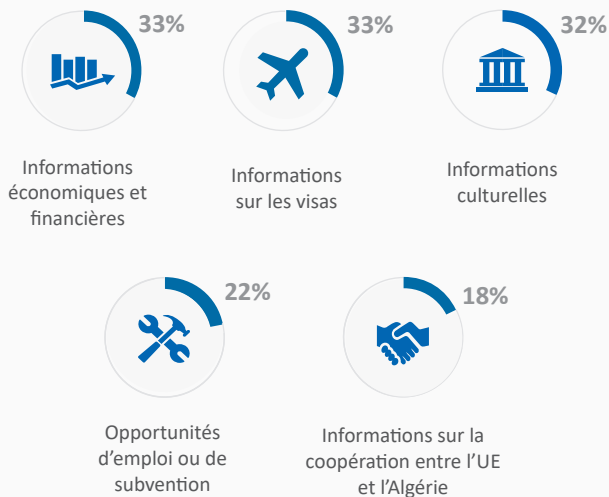 33%
33%
32%
Informations
économiques et
financières
Informations
sur les visas
Informations
culturelles
22%
18%
Opportunités
d'emploi ou de
subvention
Informations sur la
coopération entre l'UE
et l'Algérie